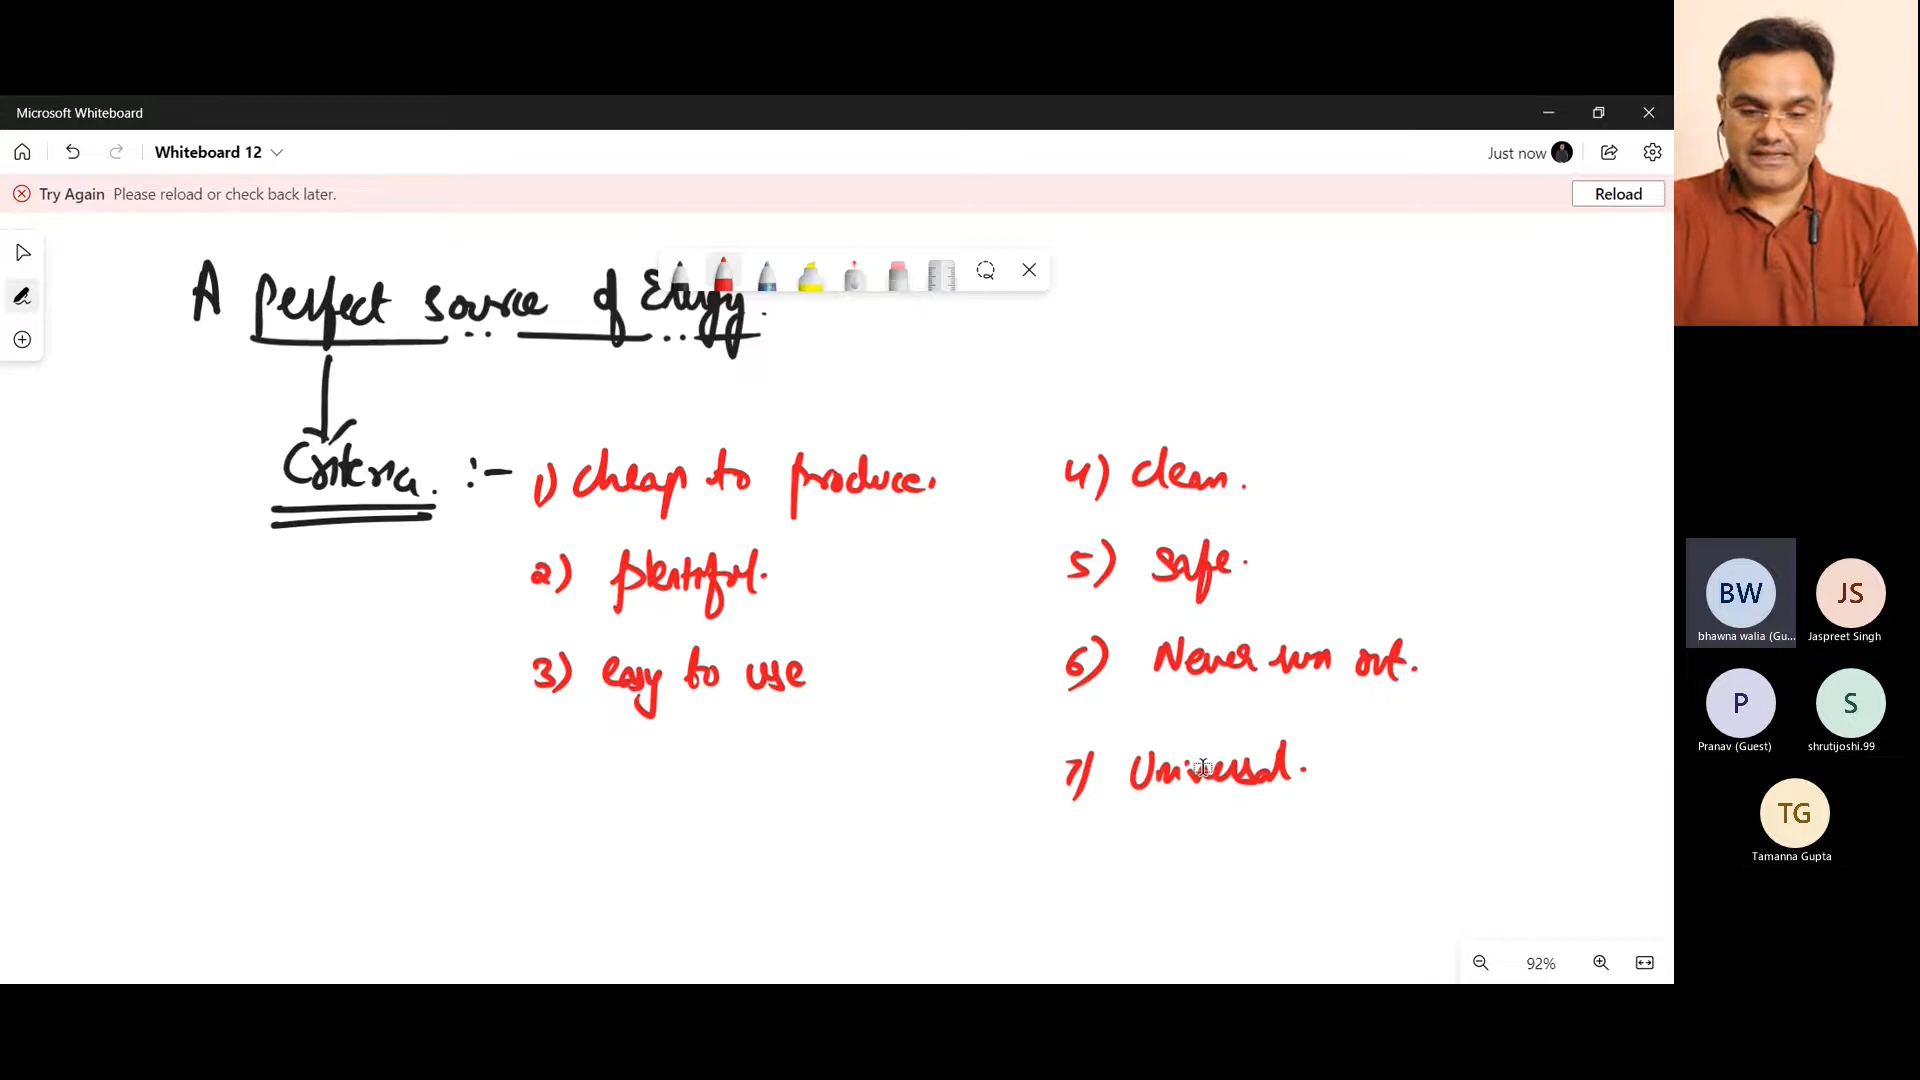 Microsoft Whiteboard
Whiteboard 12
Just now
Try Again Please reload or check back later.
Reload
A Perfect Source of Energy.
Criteria. :-
1) Cheap to produce.
2) plentiful.
3) easy to use
4) clean.
5) Safe.
6) Never run out.
7) Universal.
92%
BW
bhawna walia (Gu...
JS
Jaspreet Singh
P
Pranav (Guest)
S
shrutijoshi.99
TG
Tamanna Gupta